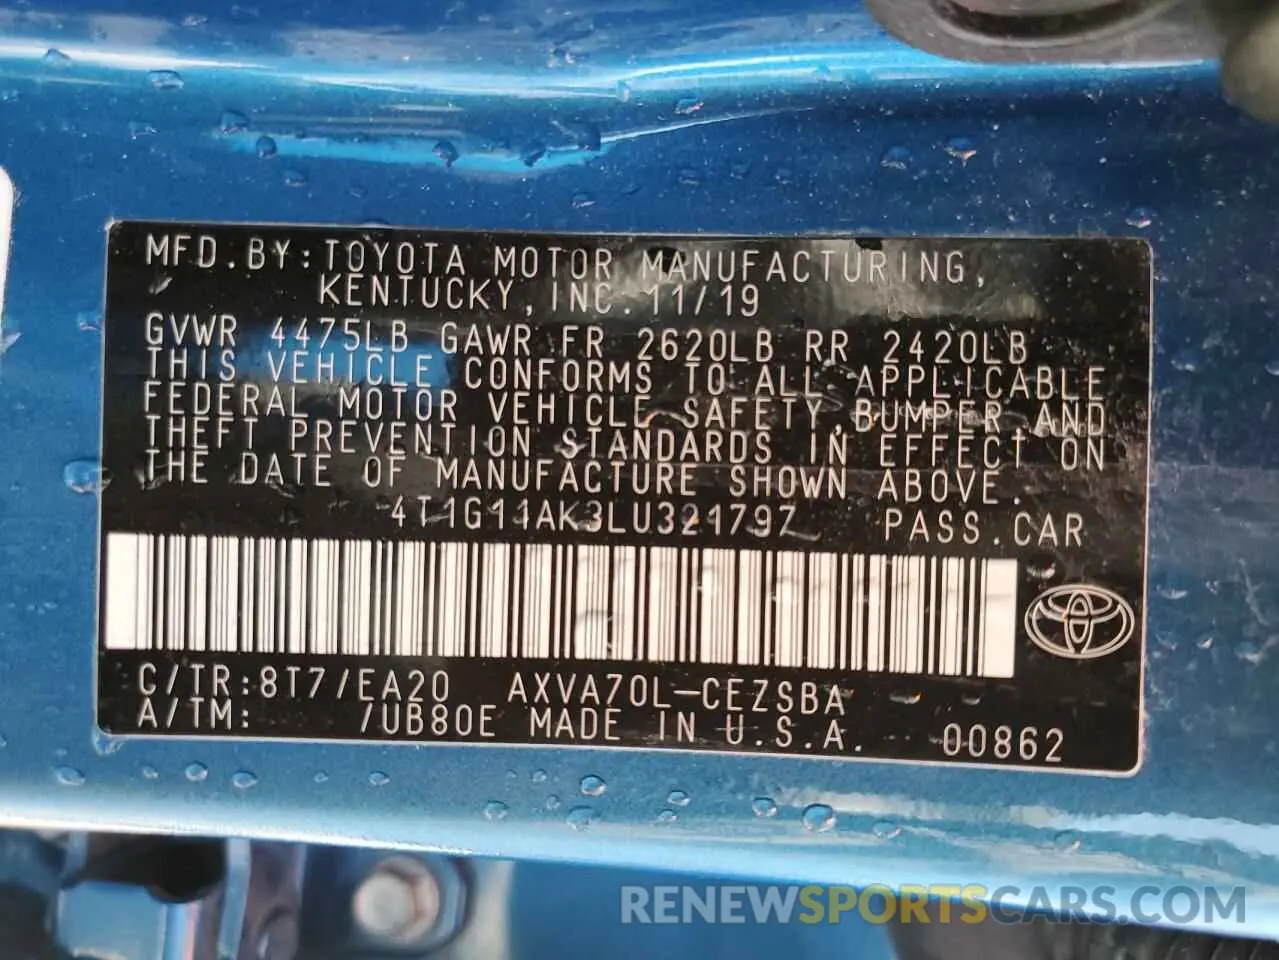 MFD.BY:TOYOTA MOTOR MANUFACTURING,
KENTUCKY, INC. 11/19
GVWR 4475LB GAWR FR 2620LB RR 2420LB
THIS VEHICLE CONFORMS TO ALL APPLICABLE
FEDERAL MOTOR VEHICLE SAFETY, BUMPER, AND
THEFT PREVENTION STANDARDS IN EFFECT ON
THE DATE OF MANUFACTURE SHOWN ABOVE.
4T1G11AK3LU321797 PASS.CAR
C/TR:8T7/EA20 AXVA70L-CEZSBA
A/TM: /UB80E MADE IN U.S.A. 00862
RENEWSPORTSCARS.COM